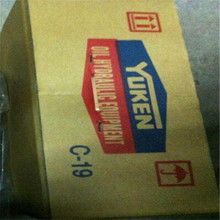 YUKEN
OIL HYDRAULIC EQUIPMENT
C-19